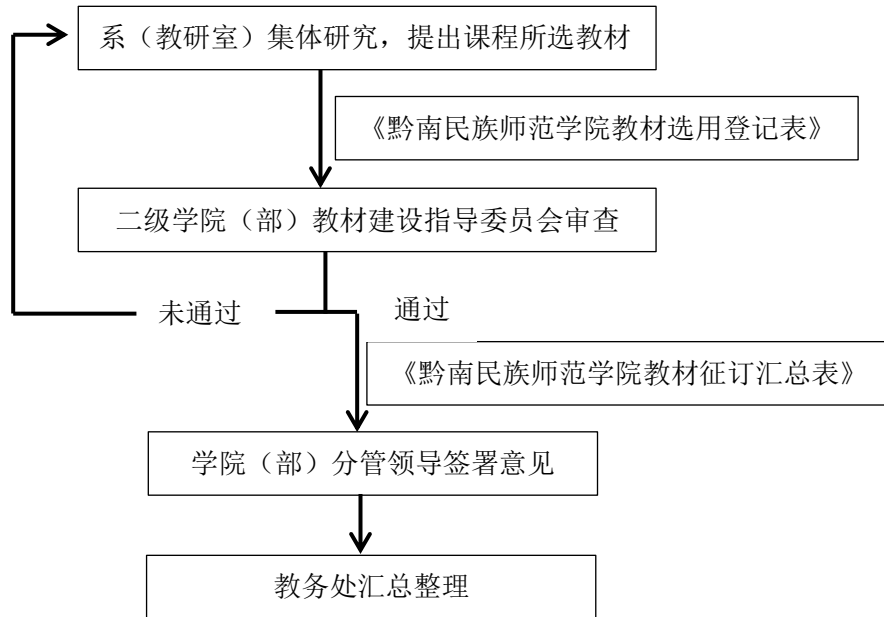 系（教研室）集体研究，提出课程所选教材
《黔南民族师范学院教材选用登记表》
二级学院（部）教材建设指导委员会审查
未通过
通过
《黔南民族师范学院教材征订汇总表》
学院（部）分管领导签署意见
教务处汇总整理